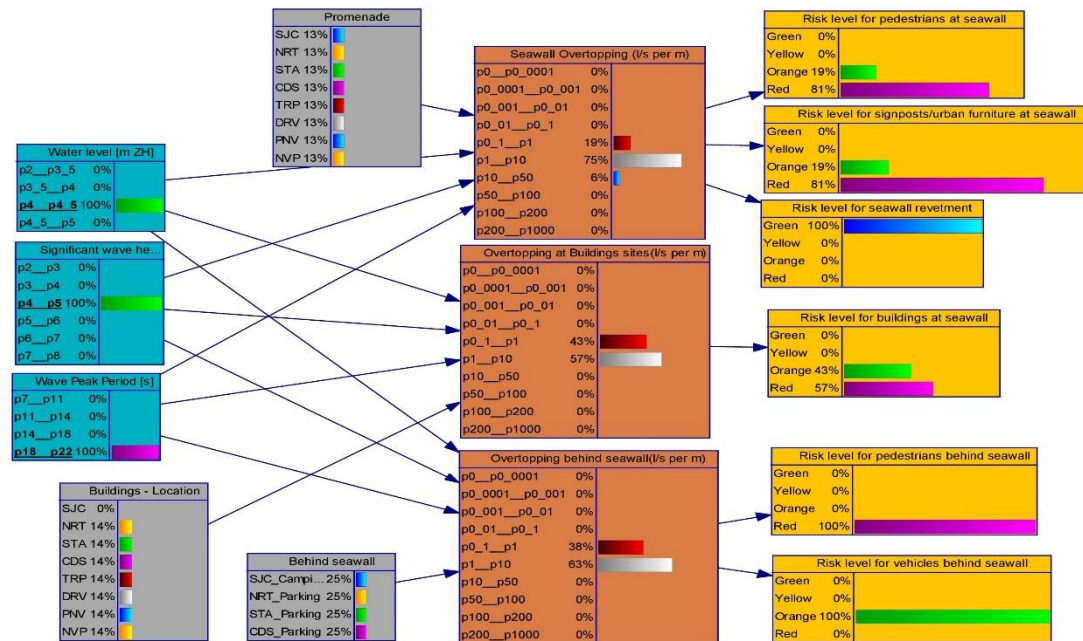 Promenade
SJC 13%
NRT 13%
STA 13%
CDS 13%
TRP 13%
DRV 13%
PNV 13%
NVP 13%
Water level [m ZH]
p2__p3_5 0%
p3_5__p4 0%
p4__p4_5 100%
p4_5__p5 0%
Significant wave he...
p2__p3 0%
p3__p4 0%
p4__p5 100%
p5__p6 0%
p6__p7 0%
p7__p8 0%
Wave Peak Period [s]
p7__p11 0%
p11__p14 0%
p14__p18 0%
p18__p22 100%
Buildings - Location
SJC 0%
NRT 14%
STA 14%
CDS 14%
TRP 14%
DRV 14%
PNV 14%
NVP 14%
Behind seawall
SJC_Campi... 25%
NRT_Parking 25%
STA_Parking 25%
CDS_Parking 25%
Seawall Overtopping (l/s per m)
p0__p0_0001 0%
p0_0001__p0_001 0%
p0_001__p0_01 0%
p0_01__p0_1 0%
p0_1__p1 19%
p1__p10 75%
p10__p50 6%
p50__p100 0%
p100__p200 0%
p200__p1000 0%
Overtopping at Buildings sites(l/s per m)
p0__p0_0001 0%
p0_0001__p0_001 0%
p0_001__p0_01 0%
p0_01__p0_1 0%
p0_1__p1 43%
p1__p10 57%
p10__p50 0%
p50__p100 0%
p100__p200 0%
p200__p1000 0%
Overtopping behind seawall(l/s per m)
p0__p0_0001 0%
p0_0001__p0_001 0%
p0_001__p0_01 0%
p0_01__p0_1 0%
p0_1__p1 38%
p1__p10 63%
p10__p50 0%
p50__p100 0%
p100__p200 0%
p200__p1000 0%
Risk level for pedestrians at seawall
Green 0%
Yellow 0%
Orange 19%
Red 81%
Risk level for signposts/urban furniture at seawall
Green 0%
Yellow 0%
Orange 19%
Red 81%
Risk level for seawall revetment
Green 100%
Yellow 0%
Orange 0%
Red 0%
Risk level for buildings at seawall
Green 0%
Yellow 0%
Orange 43%
Red 57%
Risk level for pedestrians behind seawall
Green 0%
Yellow 0%
Orange 0%
Red 100%
Risk level for vehicles behind seawall
Green 0%
Yellow 0%
Orange 100%
Red 0%